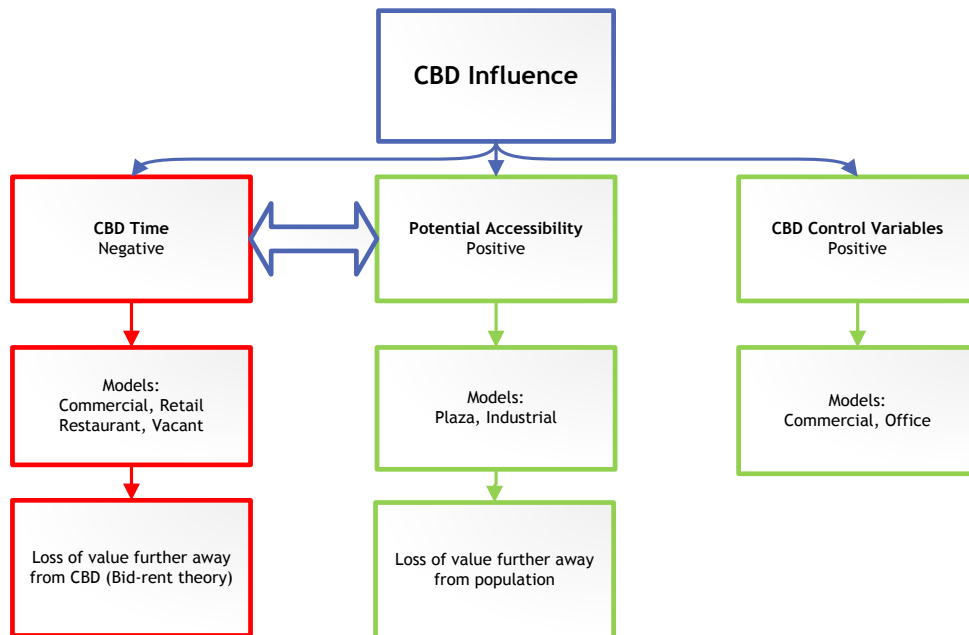 CBD Influence
CBD Time
Negative
Potential Accessibility
Positive
CBD Control Variables
Positive
Models:
Commercial, Retail
Restaurant, Vacant
Models:
Plaza, Industrial
Models:
Commercial, Office
Loss of value further away
from CBD (Bid-rent theory)
Loss of value further away
from population